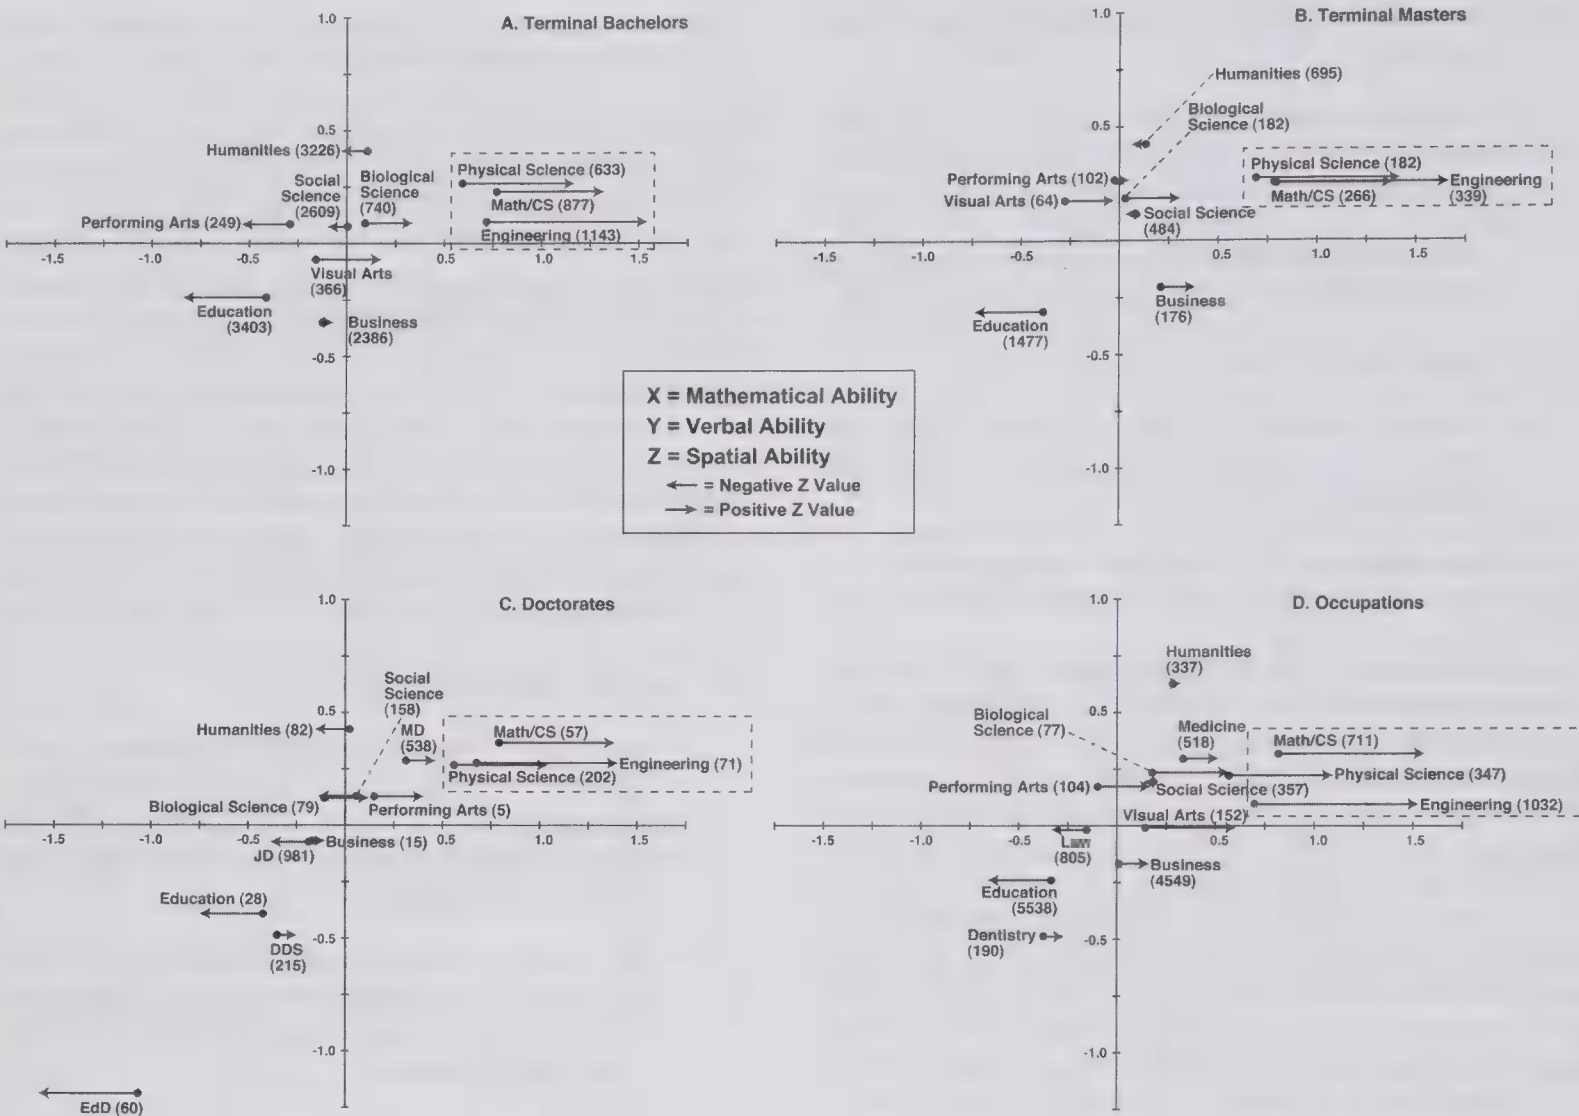 A. Terminal Bachelors
1.0
0.5
-0.5
-1.0
-1.5
-1.0
-0.5
0.5
1.0
1.5
Humanities (3226)
Social
Science
(2609)
Biological
Science
(740)
Performing Arts (249)
Physical Science (633)
Math/CS (877)
Engineering (1143)
Visual Arts
(366)
Education
(3403)
Business
(2386)
B. Terminal Masters
1.0
0.5
-0.5
-1.0
-1.5
-1.0
-0.5
0.5
1.0
1.5
Humanities (695)
Biological
Science (182)
Performing Arts (102)
Visual Arts (64)
Social Science
(484)
Physical Science (182)
Math/CS (266)
Engineering
(339)
Business
(176)
Education
(1477)
X = Mathematical Ability
Y = Verbal Ability
Z = Spatial Ability
= Negative Z Value
= Positive Z Value
C. Doctorates
1.0
0.5
-0.5
-1.0
-1.5
-1.0
-0.5
0.5
1.0
1.5
Social
Science
(158)
Humanities (82)
MD
(538)
Math/CS (57)
Physical Science (202)
Engineering (71)
Biological Science (79)
Performing Arts (5)
JD (981)
Business (15)
Education (28)
DDS
(215)
EdD (60)
D. Occupations
1.0
0.5
-0.5
-1.0
-1.5
-1.0
-0.5
0.5
1.0
1.5
Humanities
(337)
Biological
Science (77)
Medicine
(518)
Math/CS (711)
Performing Arts (104)
Social Science (357)
Physical Science (347)
Engineering (1032)
Visual Arts (152)
(805)
Business
(4549)
Education
(5538)
Dentistry
(190)